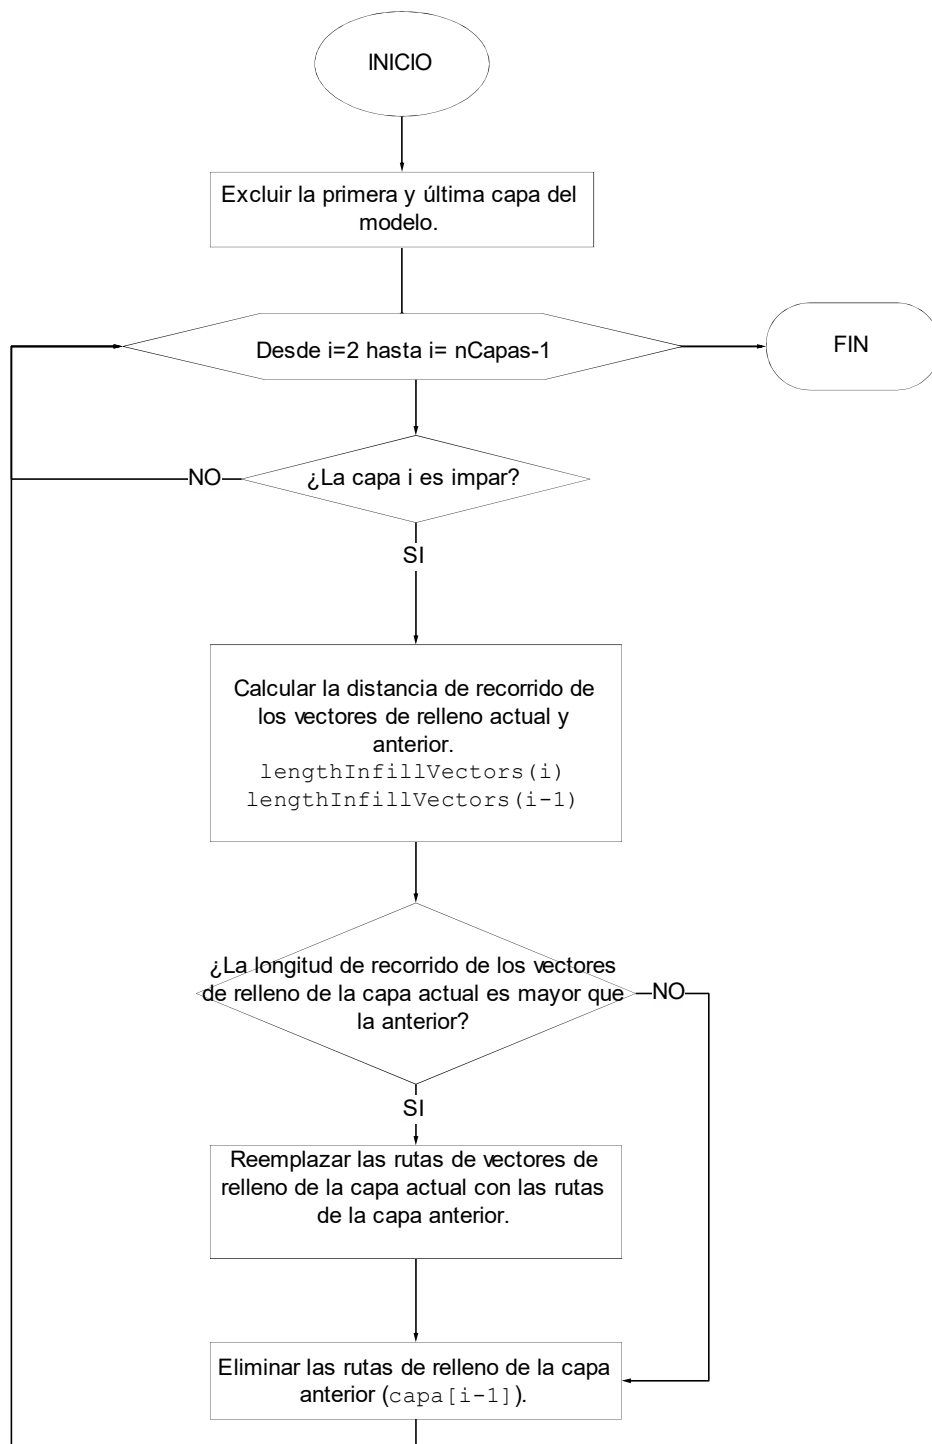 INICIO
Excluir la primera y última capa del
modelo.
Desde i=2 hasta i= nCapas-1
FIN
¿La capa i es impar?
NO
SI
Calcular la distancia de recorrido de
los vectores de relleno actual y
anterior.
lengthInfillVectors(i)
lengthInfillVectors(i-1)
¿La longitud de recorrido de los vectores
de relleno de la capa actual es mayor que
la anterior?
NO
SI
Reemplazar las rutas de vectores de
relleno de la capa actual con las rutas
de la capa anterior.
Eliminar las rutas de relleno de la capa
anterior (capa[i-1]).